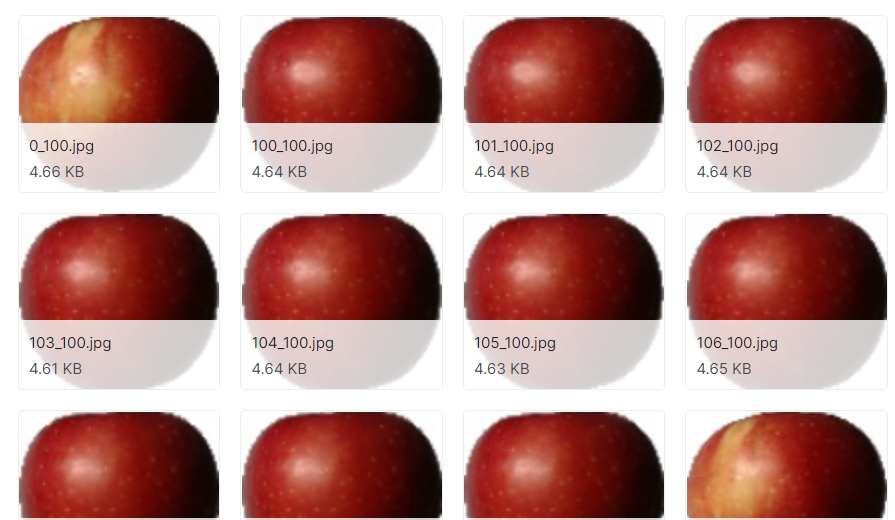 0_100.jpg
4.66 KB
100_100.jpg
4.64 KB
101_100.jpg
4.64 KB
102_100.jpg
4.64 KB
103_100.jpg
4.61 KB
104_100.jpg
4.64 KB
105_100.jpg
4.63 KB
106_100.jpg
4.65 KB